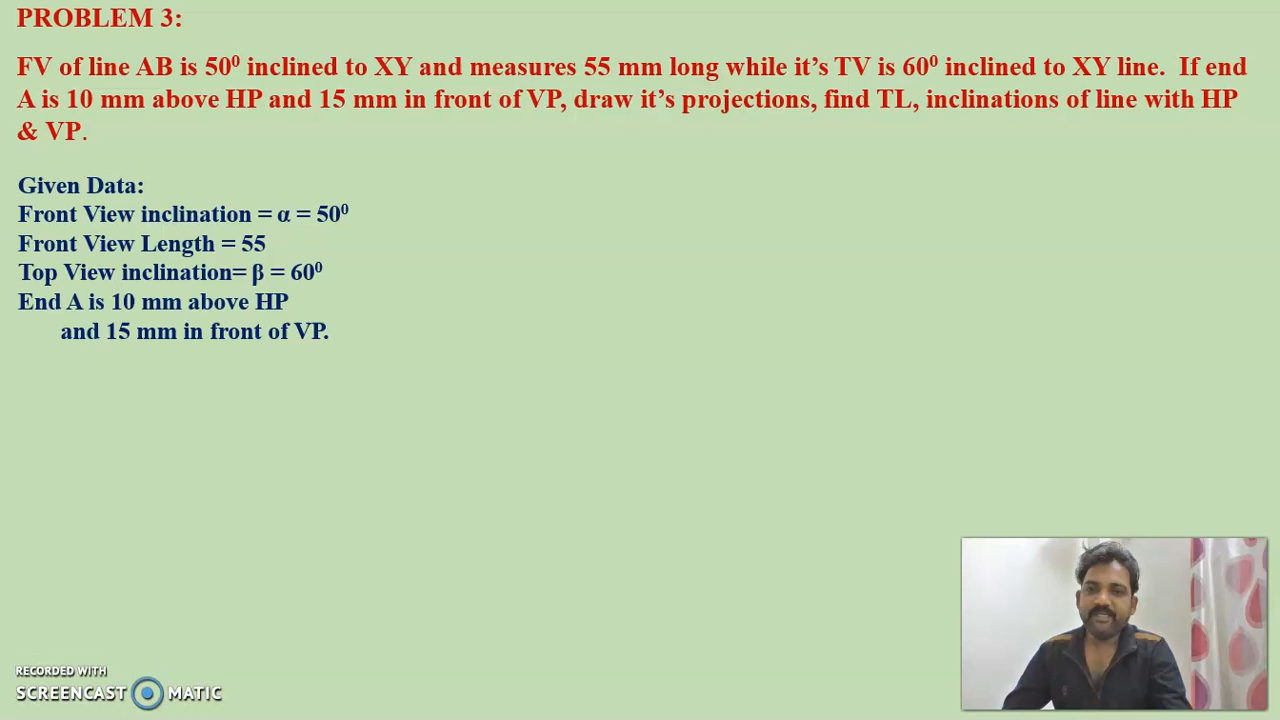 PROBLEM 3:
FV of line AB is 50⁰ inclined to XY and measures 55 mm long while it’s TV is 60⁰ inclined to XY line.  If end
A is 10 mm above HP and 15 mm in front of VP, draw it’s projections, find TL, inclinations of line with HP
& VP.
Given Data:
Front View inclination = α = 50⁰
Front View Length = 55
Top View inclination= β = 60⁰
End A is 10 mm above HP
and 15 mm in front of VP.
RECORDED WITH
SCREENCAST MATIC